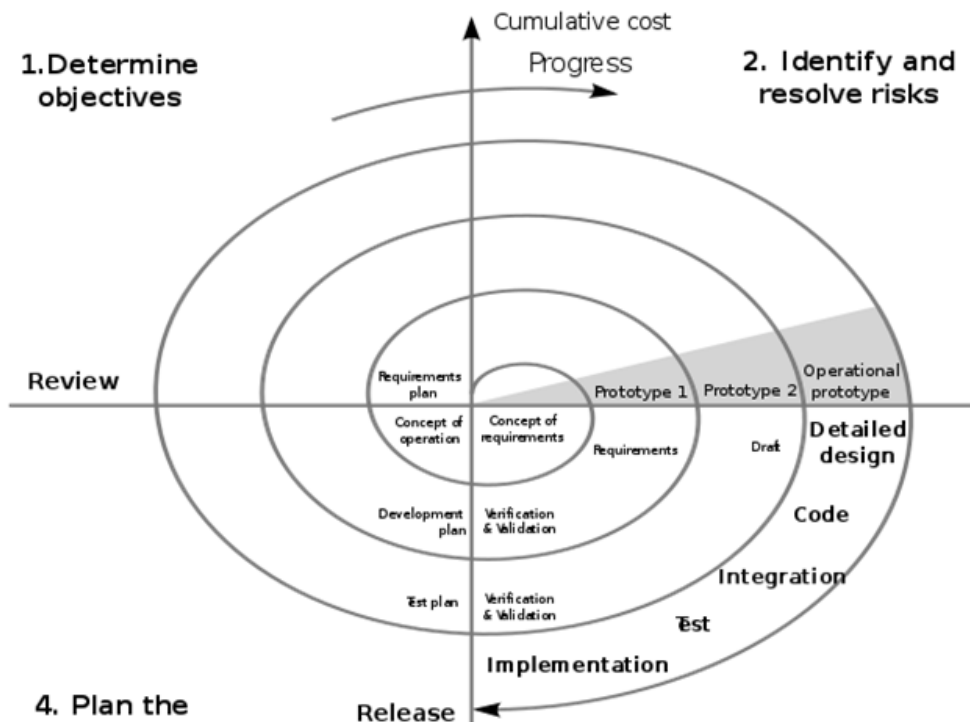 Cumulative cost
Progress
1.Determine
objectives
2. Identify and
resolve risks
Review
Requirements
plan
Prototype 1
Prototype 2
Operational
prototype
Concept of
operation
Concept of
requirements
Requirements
Draft
Detailed
design
Code
Development
plan
Verification
& Validation
Integration
Test plan
Verification
& Validation
Test
Implementation
4. Plan the
Release